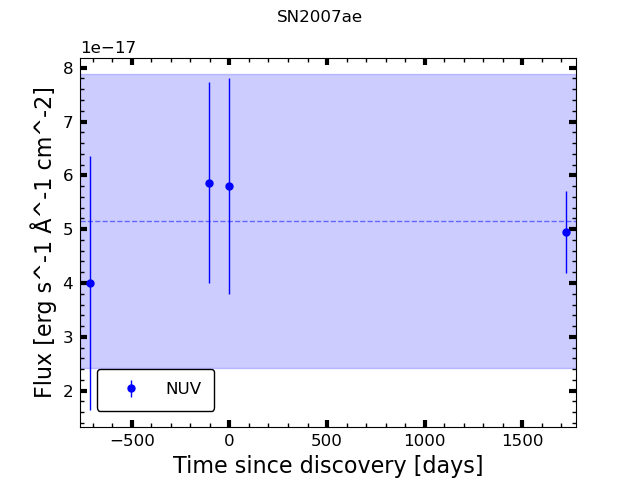 SN2007ae
1e−17
8
7
6
5
4
3
2
Flux [erg s^-1 Å^-1 cm^-2]
NUV
−500
0
500
1000
1500
Time since discovery [days]